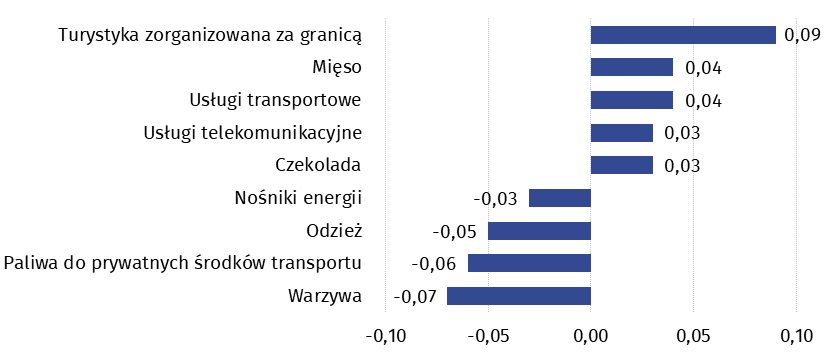 Turystyka zorganizowana za granicą 0,09
Mięso 0,04
Usługi transportowe 0,04
Usługi telekomunikacyjne 0,03
Czekolada 0,03
Nośniki energii -0,03
Odzież -0,05
Paliwa do prywatnych środków transportu -0,06
Warzywa -0,07
-0,10 -0,05 0,00 0,05 0,10